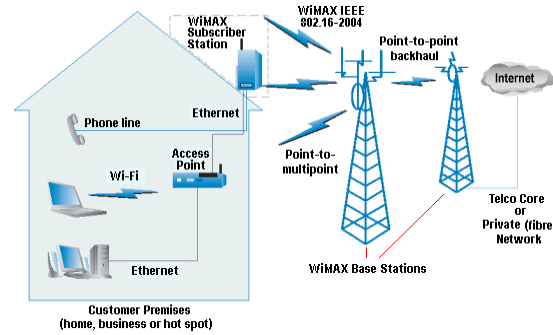 WiMAX
Subscriber
Station
WiMAX IEEE
802.16-2004
Point-to-point
backhaul
Internet
Ethernet
Phone line
Access
Point
Point-to-
multipoint
Wi-Fi
Telco Core
or
Private (fibre
Network
Ethernet
WiMAX Base Stations
Customer Premises
(home, business or hot spot)